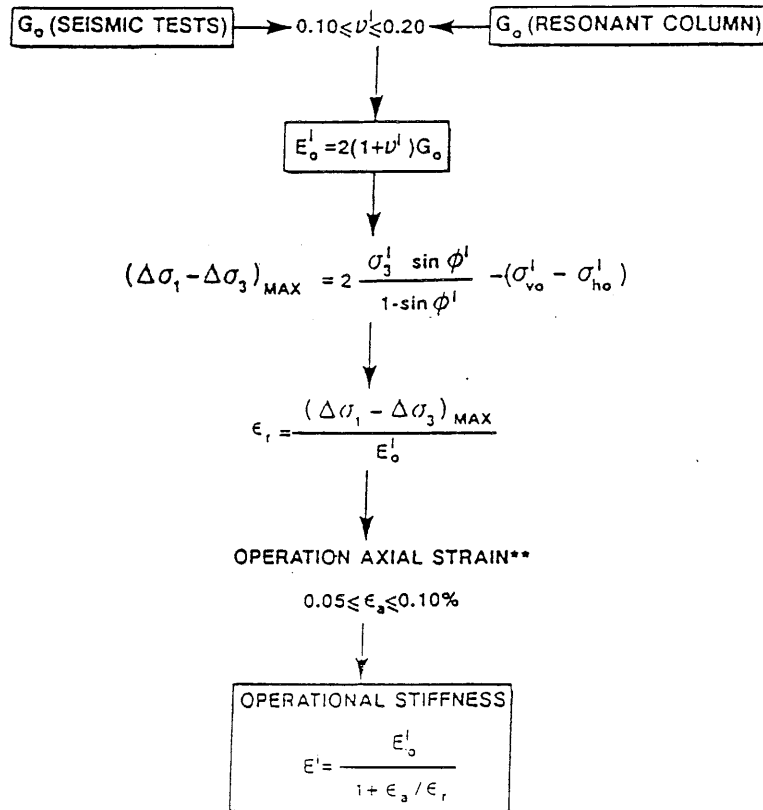 G₀ (SEISMIC TESTS) → 0.10 ≤ ν' ≤ 0.20 ← G₀ (RESONANT COLUMN)
E'₀ = 2(1+ν')G₀
(Δσ₁ − Δσ₃)MAX = 2 σ'₃ sin φ' / 1-sin φ' − (σ'vo − σ'ho)
εr = (Δσ₁ − Δσ₃)MAX / E'₀
OPERATION AXIAL STRAIN**
0.05 ≤ εa ≤ 0.10%
OPERATIONAL STIFFNESS
E' = E'₀ / 1 + εa / εr